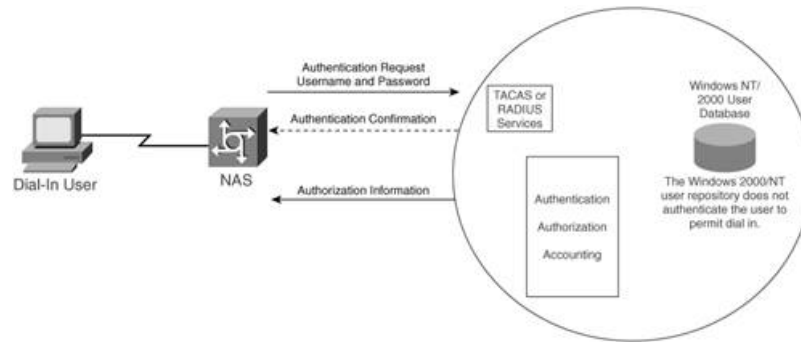 Authentication Request
Username and Password
Authentication Confirmation
Authorization Information
Dial-In User
NAS
TACAS or
RADIUS
Services
Windows NT/
2000 User
Database
The Windows 2000/NT
user repository does not
authenticate the user to
permit dial in.
Authentication
Authorization
Accounting